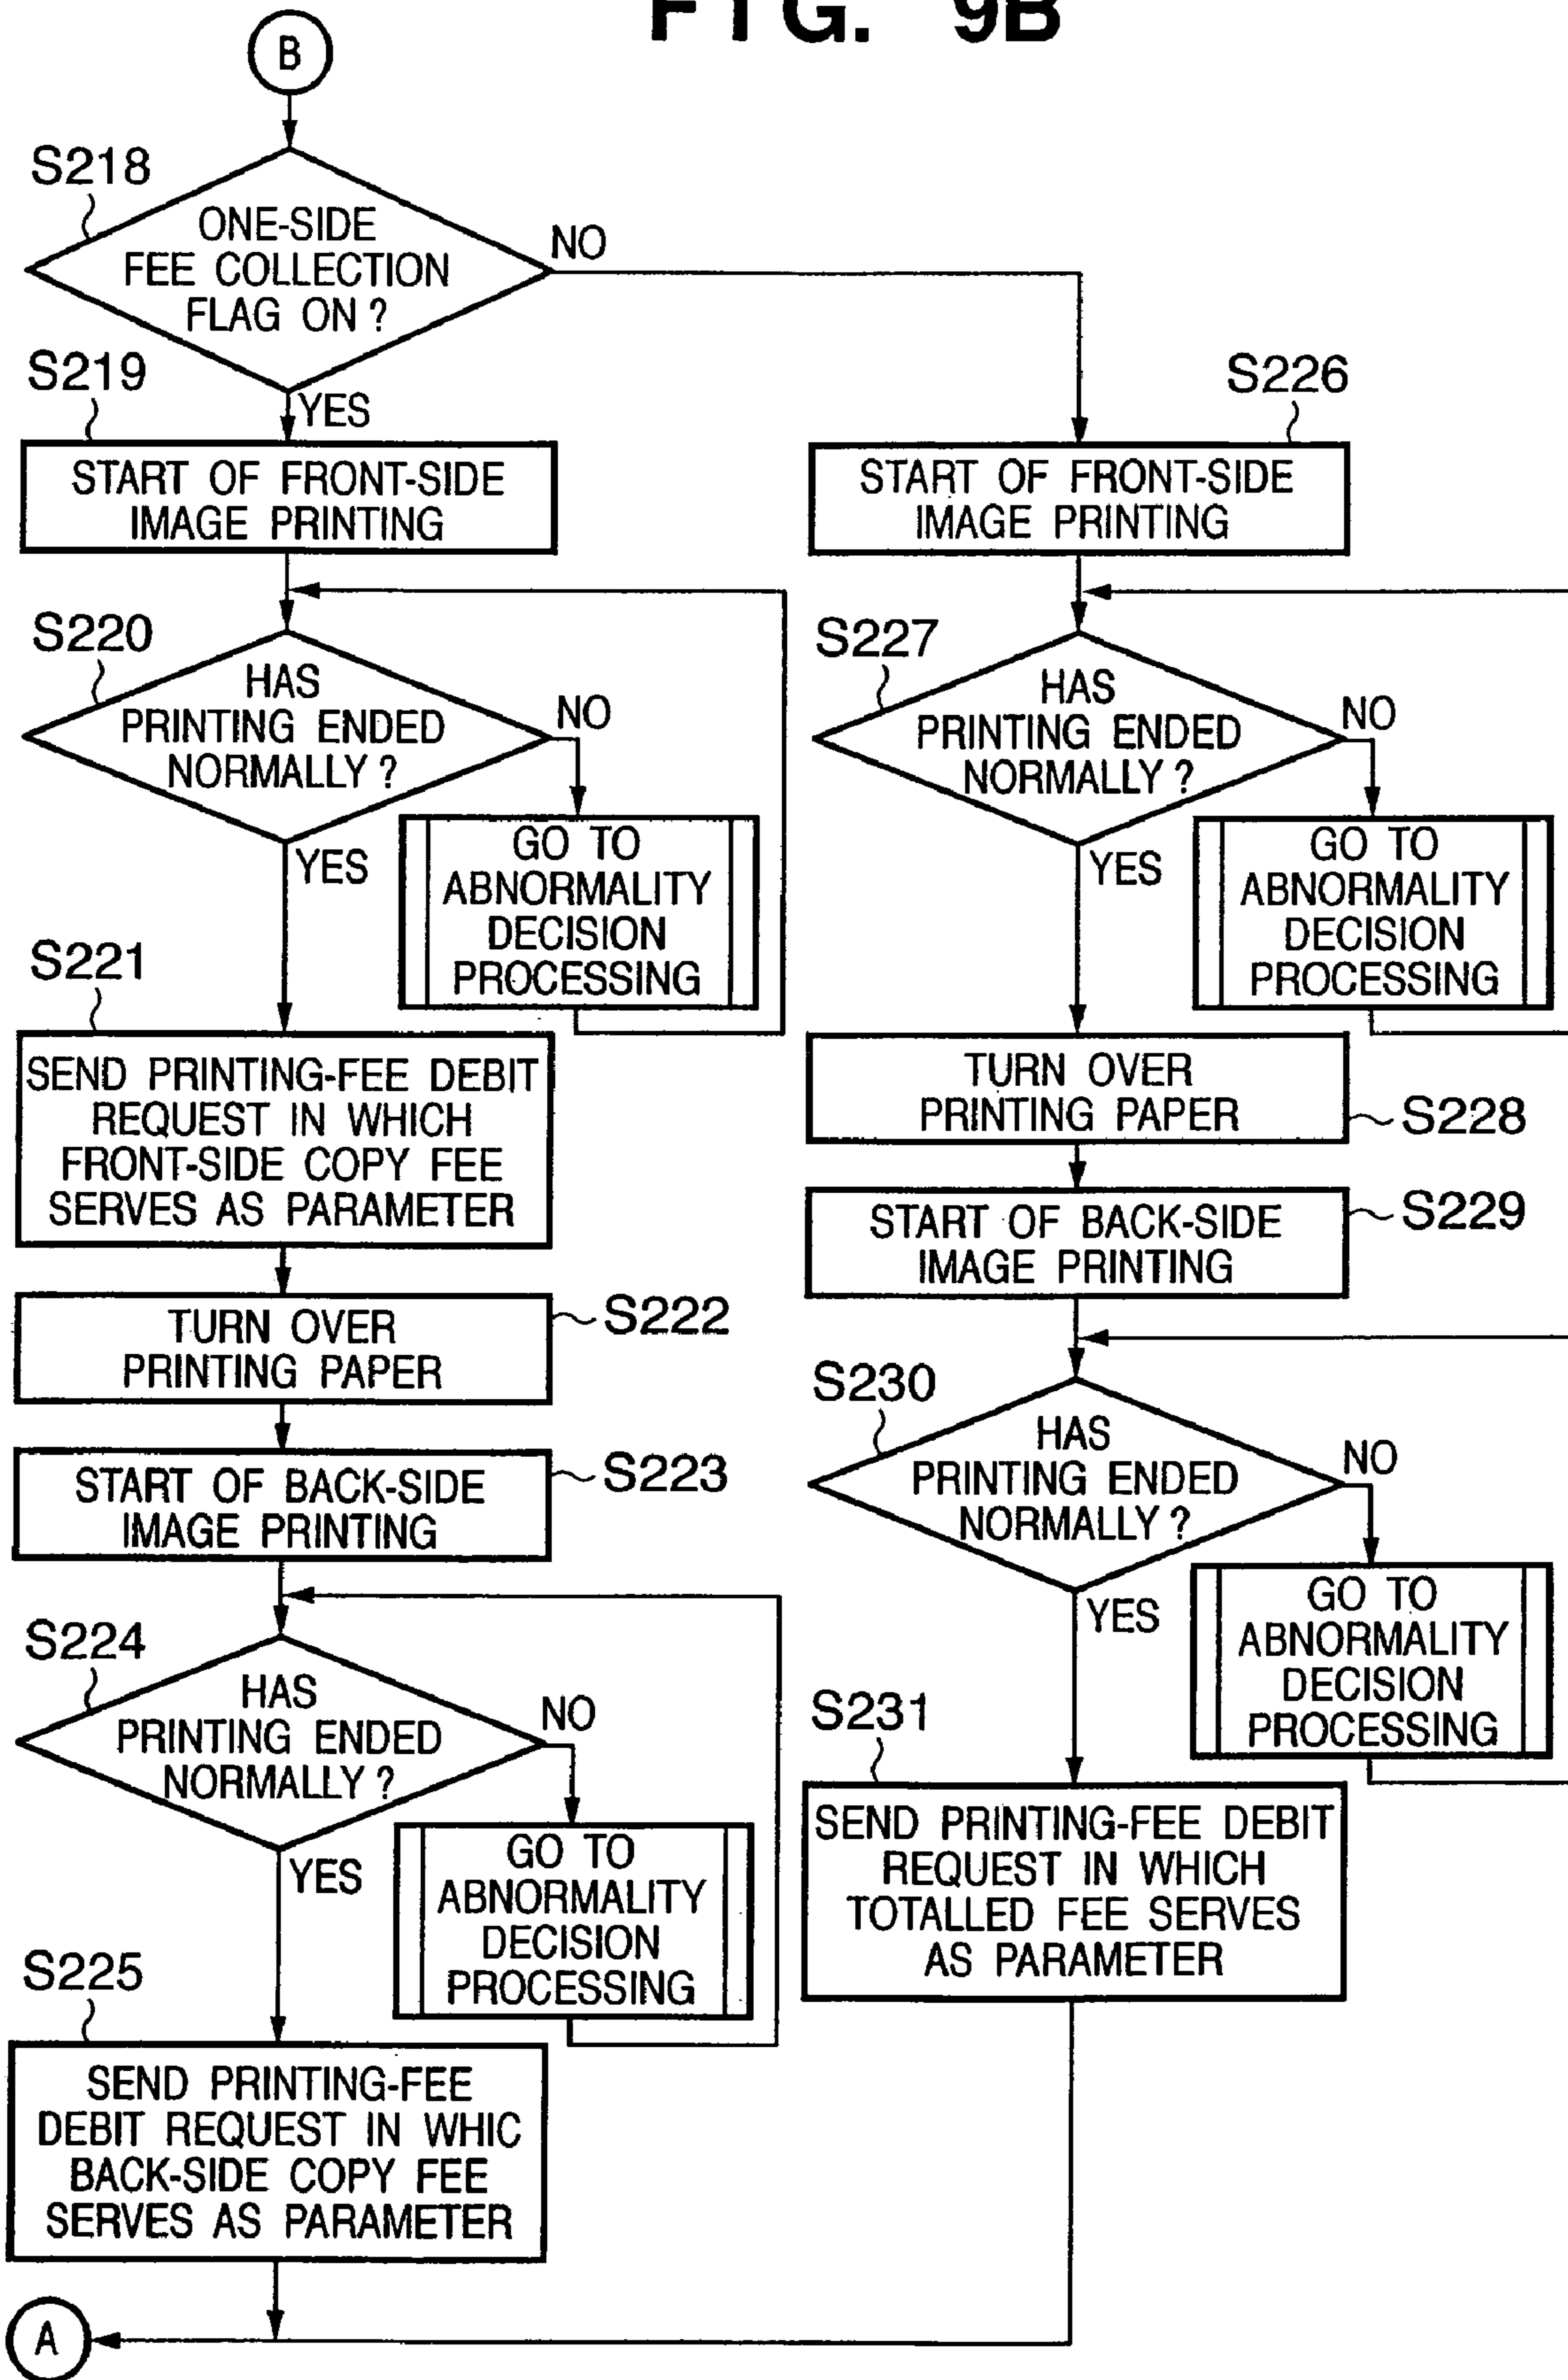 FIG. 9B
B
S218
ONE-SIDE
FEE COLLECTION
FLAG ON ?
NO
YES
S219
START OF FRONT-SIDE
IMAGE PRINTING
S220
HAS
PRINTING ENDED
NORMALLY ?
NO
YES
GO TO
ABNORMALITY
DECISION
PROCESSING
S221
SEND PRINTING-FEE DEBIT
REQUEST IN WHICH
FRONT-SIDE COPY FEE
SERVES AS PARAMETER
TURN OVER
PRINTING PAPER
S222
START OF BACK-SIDE
IMAGE PRINTING
S223
S224
HAS
PRINTING ENDED
NORMALLY ?
NO
YES
GO TO
ABNORMALITY
DECISION
PROCESSING
S225
SEND PRINTING-FEE
DEBIT REQUEST IN WHIC
BACK-SIDE COPY FEE
SERVES AS PARAMETER
A
S226
START OF FRONT-SIDE
IMAGE PRINTING
S227
HAS
PRINTING ENDED
NORMALLY ?
NO
YES
GO TO
ABNORMALITY
DECISION
PROCESSING
TURN OVER
PRINTING PAPER
S228
START OF BACK-SIDE
IMAGE PRINTING
S229
S230
HAS
PRINTING ENDED
NORMALLY ?
NO
YES
GO TO
ABNORMALITY
DECISION
PROCESSING
S231
SEND PRINTING-FEE DEBIT
REQUEST IN WHICH
TOTALLED FEE SERVES
AS PARAMETER